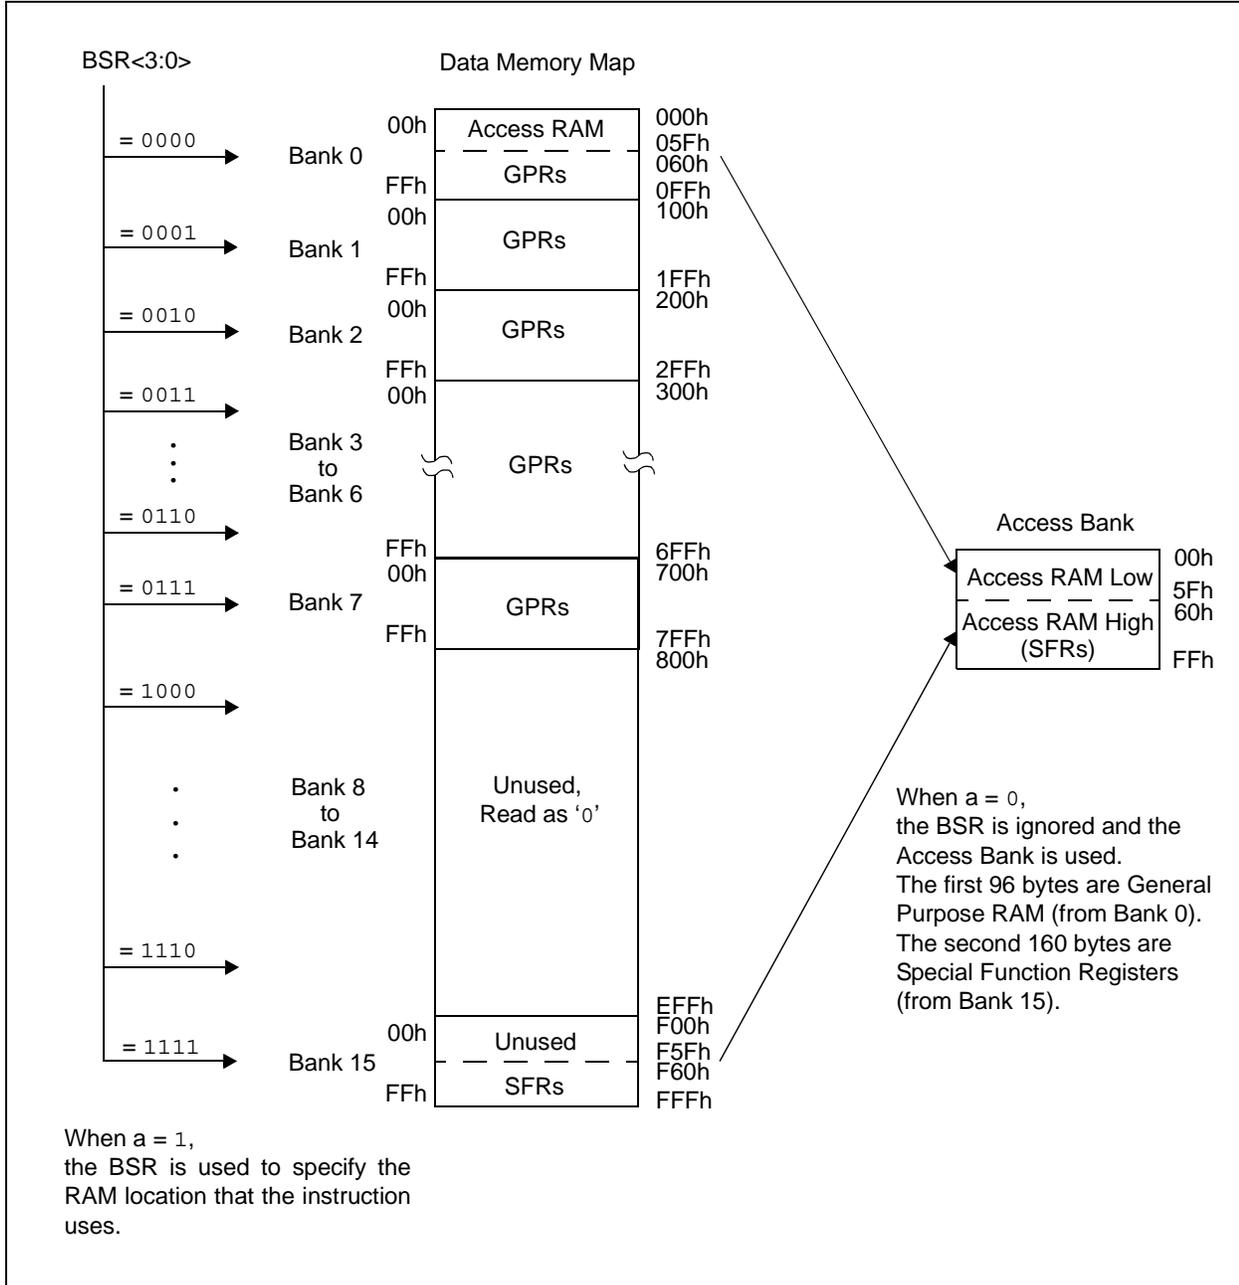 BSR<3:0>
Data Memory Map
= 0000
Bank 0
00h
Access RAM
000h
05Fh
060h
FFh
GPRs
0FFh
= 0001
Bank 1
00h
GPRs
100h
FFh
1FFh
= 0010
Bank 2
00h
GPRs
200h
FFh
2FFh
= 0011
00h
300h
Bank 3
to
Bank 6
GPRs
= 0110
FFh
6FFh
= 0111
Bank 7
00h
GPRs
700h
FFh
7FFh
800h
= 1000
Bank 8
to
Bank 14
Unused,
Read as ‘0’
= 1110
EFFh
= 1111
Bank 15
00h
Unused
F00h
F5Fh
F60h
FFh
SFRs
FFFh
Access Bank
Access RAM Low
00h
5Fh
60h
Access RAM High
(SFRs)
FFh
When a = 0,
the BSR is ignored and the
Access Bank is used.
The first 96 bytes are General
Purpose RAM (from Bank 0).
The second 160 bytes are
Special Function Registers
(from Bank 15).
When a = 1,
the BSR is used to specify the
RAM location that the instruction
uses.